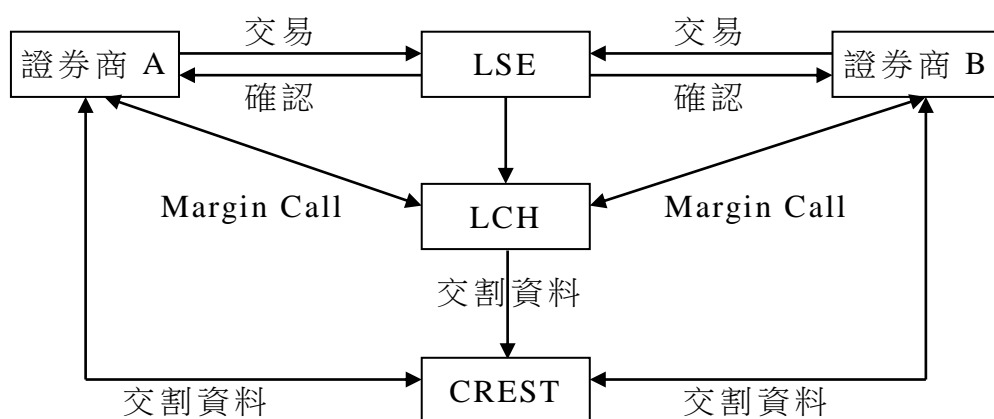 交易
交易
證券商 A
LSE
證券商 B
確認
確認
Margin Call
LCH
Margin Call
交割資料
CREST
交割資料
交割資料